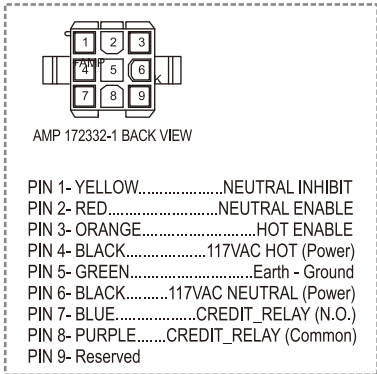 1 2 3
AMP
4 5 6
K
7 8 9
AMP 172332-1 BACK VIEW
PIN 1- YELLOW....................NEUTRAL INHIBIT
PIN 2- RED..........................NEUTRAL ENABLE
PIN 3- ORANGE.............................HOT ENABLE
PIN 4- BLACK................117VAC HOT (Power)
PIN 5- GREEN............................Earth - Ground
PIN 6- BLACK..........117VAC NEUTRAL (Power)
PIN 7- BLUE...................CREDIT_RELAY (N.O.)
PIN 8- PURPLE......CREDIT_RELAY (Common)
PIN 9- Reserved